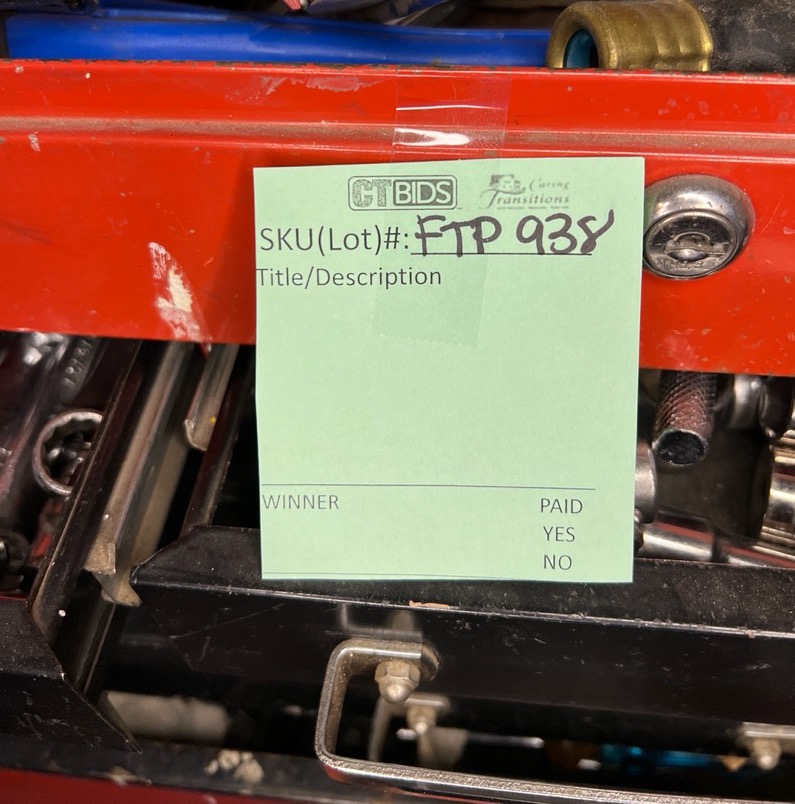 CTBIDS
Caring
Transitions
SKU(Lot)#: FTP 938
Title/Description
WINNER
PAID
YES
NO